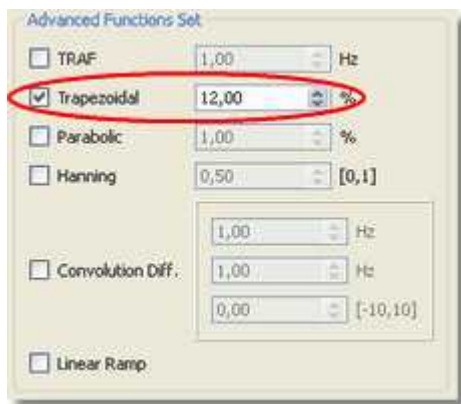 Advanced Functions Set
TRAF 1,00 Hz
Trapezoidal 12,00 %
Parabolic 1,00 %
Hanning 0,50 [0,1]
1,00 Hz
Convolution Diff. 1,00 Hz
0,00 [-10,10]
Linear Ramp